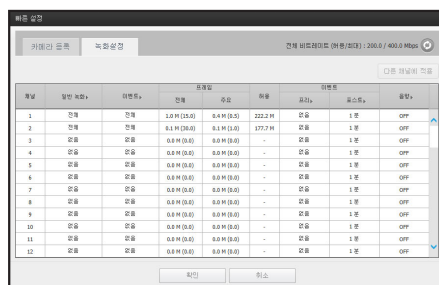 빠른 설정
카메라 등록 녹화설정 전체 비트레이트 (허용/최대) : 200.0 / 400.0 Mbps
다른 채널에 적용
채널 일반 녹화 이벤트 프레임 허용 이벤트 음향
전체 주요 프리 포스트
1 전체 전체 1.0 M (15.0) 0.4 M (0.5) 222.2 M 없음 1 분 OFF
2 전체 전체 0.1 M (30.0) 0.1 M (1.0) 177.7 M 없음 1 분 OFF
3 없음 없음 0.0 M (0.0) 0.0 M (0.0) - 없음 1 분 OFF
4 없음 없음 0.0 M (0.0) 0.0 M (0.0) - 없음 1 분 OFF
5 없음 없음 0.0 M (0.0) 0.0 M (0.0) - 없음 1 분 OFF
6 없음 없음 0.0 M (0.0) 0.0 M (0.0) - 없음 1 분 OFF
7 없음 없음 0.0 M (0.0) 0.0 M (0.0) - 없음 1 분 OFF
8 없음 없음 0.0 M (0.0) 0.0 M (0.0) - 없음 1 분 OFF
9 없음 없음 0.0 M (0.0) 0.0 M (0.0) - 없음 1 분 OFF
10 없음 없음 0.0 M (0.0) 0.0 M (0.0) - 없음 1 분 OFF
11 없음 없음 0.0 M (0.0) 0.0 M (0.0) - 없음 1 분 OFF
12 없음 없음 0.0 M (0.0) 0.0 M (0.0) - 없음 1 분 OFF
확인 취소